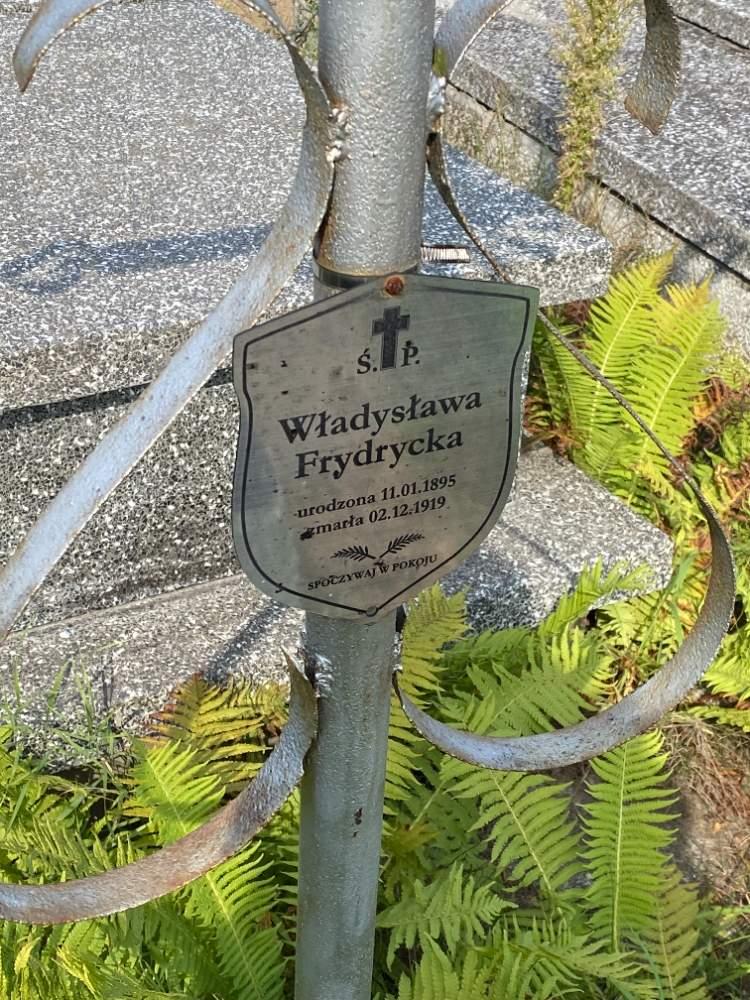 Ś. P.
Władysława
Frydrycka
urodzona 11.01.1895
zmarła 02.12.1919
SPOCZYWAJ W POKOJU